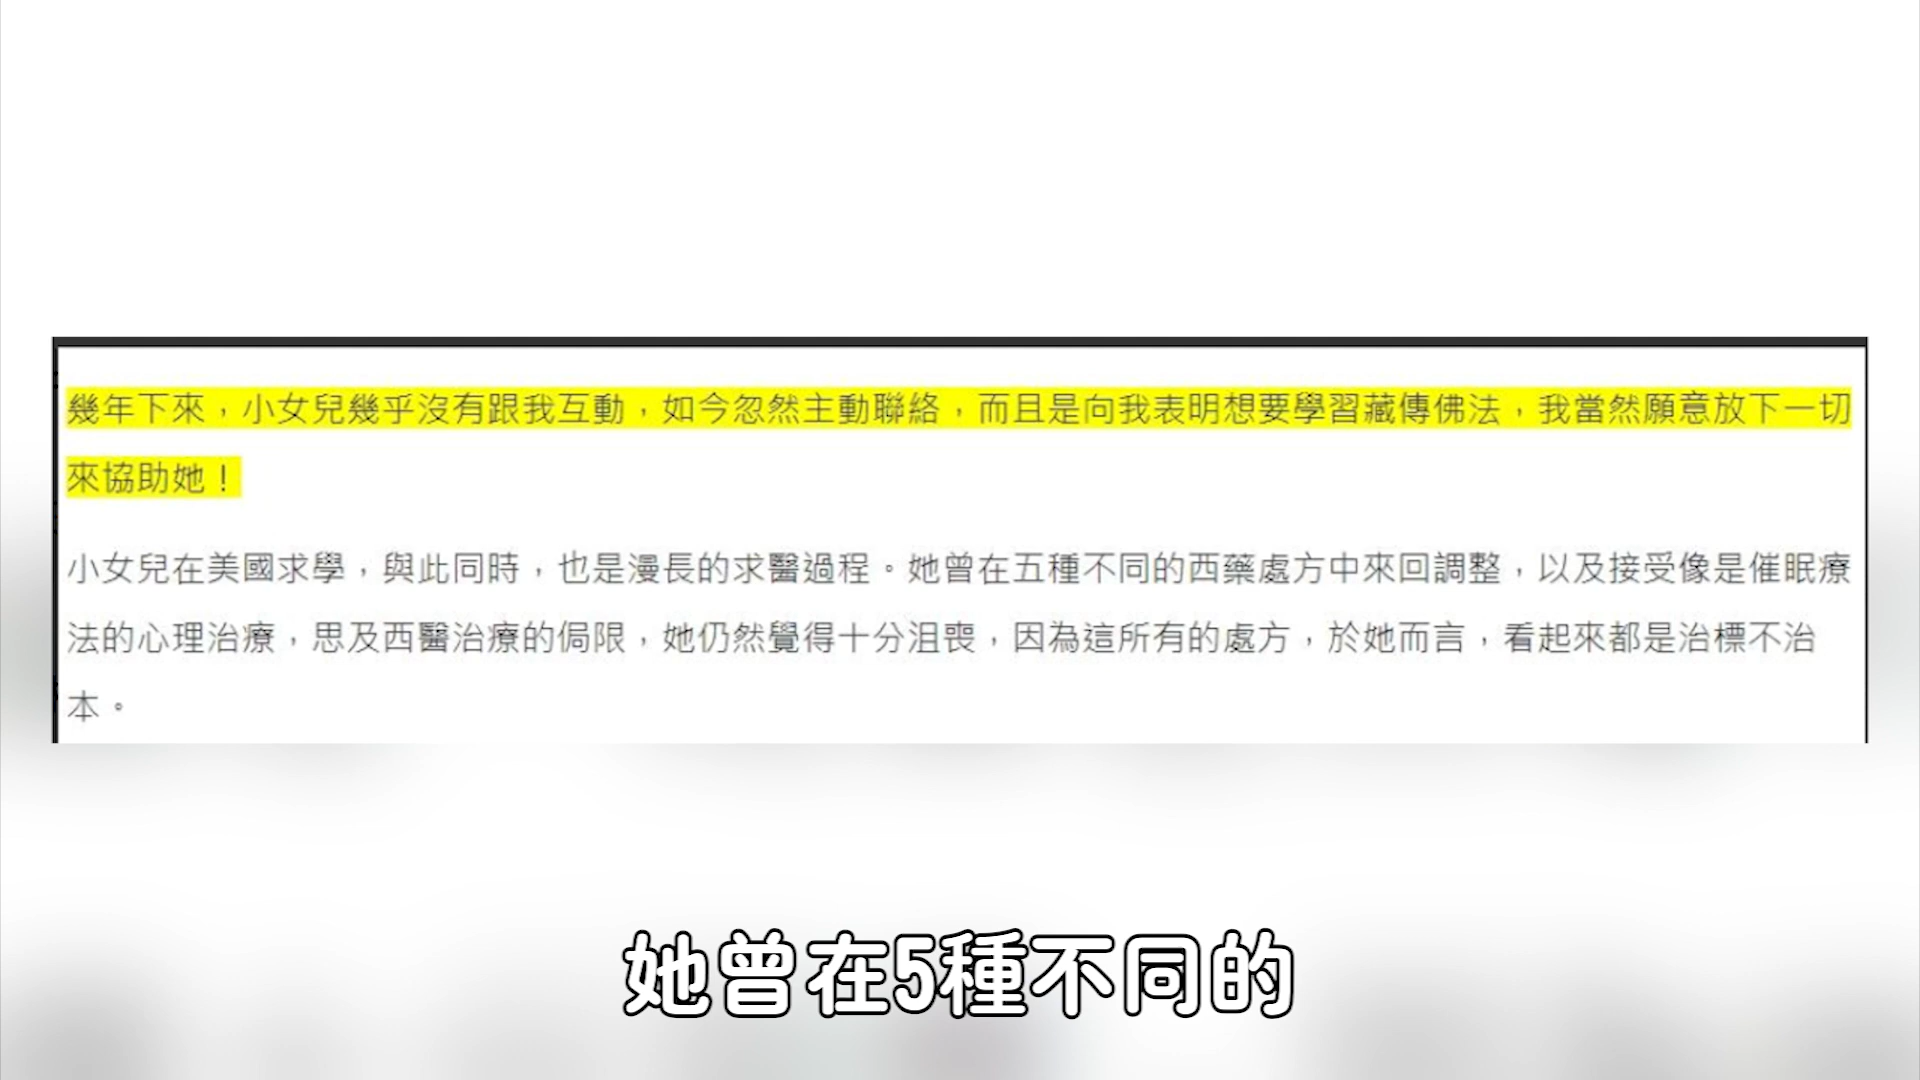 幾年下來，小女兒幾乎沒有跟我互動，如今忽然主動聯絡，而且是向我表明想要學習藏傳佛法，我當然願意放下一切
來協助她！
小女兒在美國求學，與此同時，也是漫長的求醫過程。她曾在五種不同的西藥處方中來回調整，以及接受像是催眠療
法的心理治療，思及西醫治療的侷限，她仍然覺得十分沮喪，因為這所有的處方，於她而言，看起來都是治標不治
本。
她曾在5種不同的